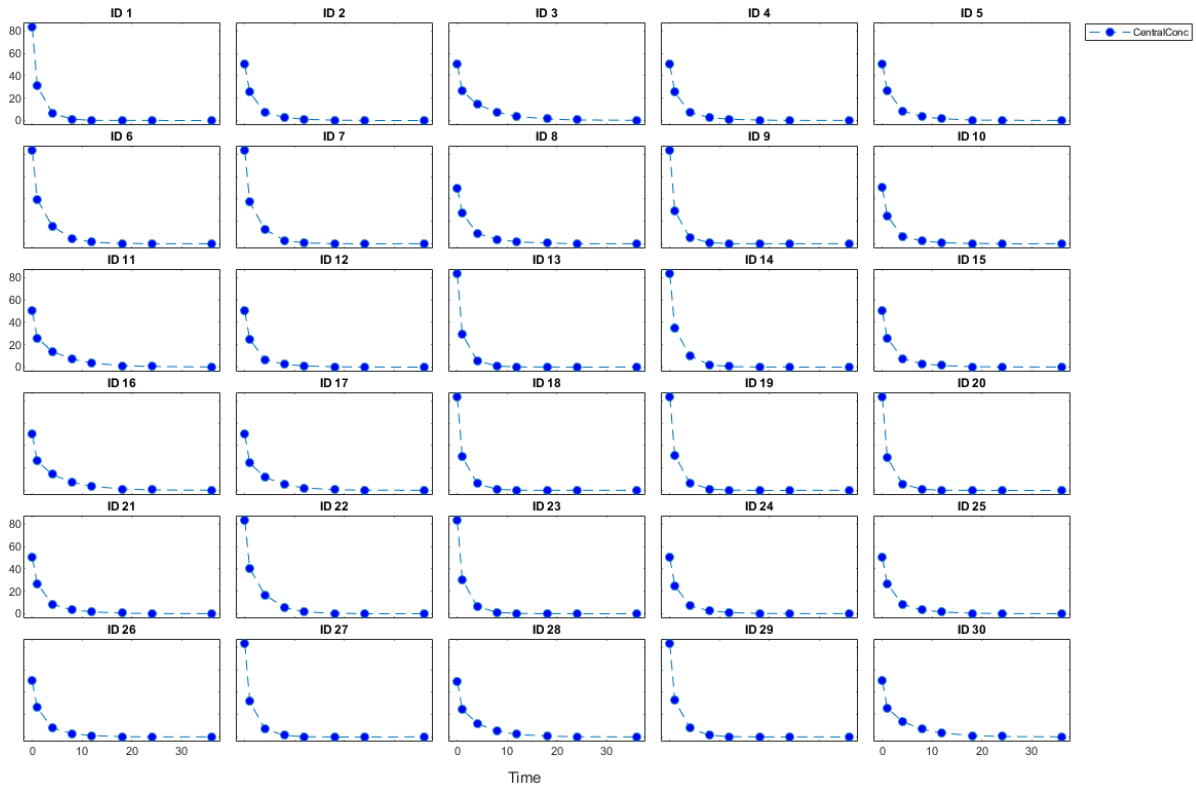 ID 1 ID 2 ID 3 ID 4 ID 5
CentralConc
80
60
40
20
0
ID 6 ID 7 ID 8 ID 9 ID 10
ID 11 ID 12 ID 13 ID 14 ID 15
80
60
40
20
0
ID 16 ID 17 ID 18 ID 19 ID 20
ID 21 ID 22 ID 23 ID 24 ID 25
80
60
40
20
0
ID 26 ID 27 ID 28 ID 29 ID 30
0 10 20 30 0 10 20 30 0 10 20 30
Time